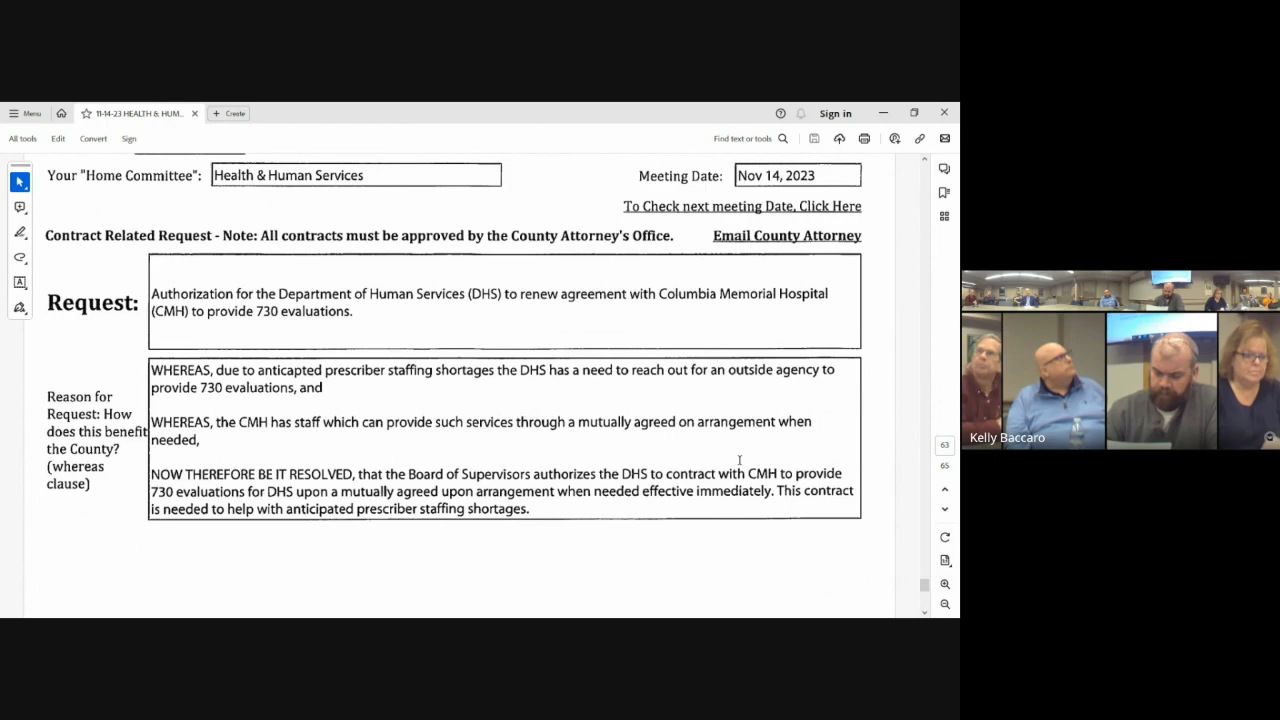 Menu
11-14-23 HEALTH & HUM...
Create
Sign in
All tools
Edit
Convert
Sign
Find text or tools
Your "Home Committee":
Health & Human Services
Meeting Date:
Nov 14, 2023
To Check next meeting Date, Click Here
Contract Related Request - Note: All contracts must be approved by the County Attorney's Office.
Email County Attorney
Request:
Authorization for the Department of Human Services (DHS) to renew agreement with Columbia Memorial Hospital
(CMH) to provide 730 evaluations.
Reason for
Request: How
does this benefit
the County?
(whereas
clause)
WHEREAS, due to anticapted prescriber staffing shortages the DHS has a need to reach out for an outside agency to
provide 730 evaluations, and
WHEREAS, the CMH has staff which can provide such services through a mutually agreed on arrangement when
needed,
NOW THEREFORE BE IT RESOLVED, that the Board of Supervisors authorizes the DHS to contract with CMH to provide
730 evaluations for DHS upon a mutually agreed upon arrangement when needed effective immediately. This contract
is needed to help with anticipated prescriber staffing shortages.
63
65
Kelly Baccaro